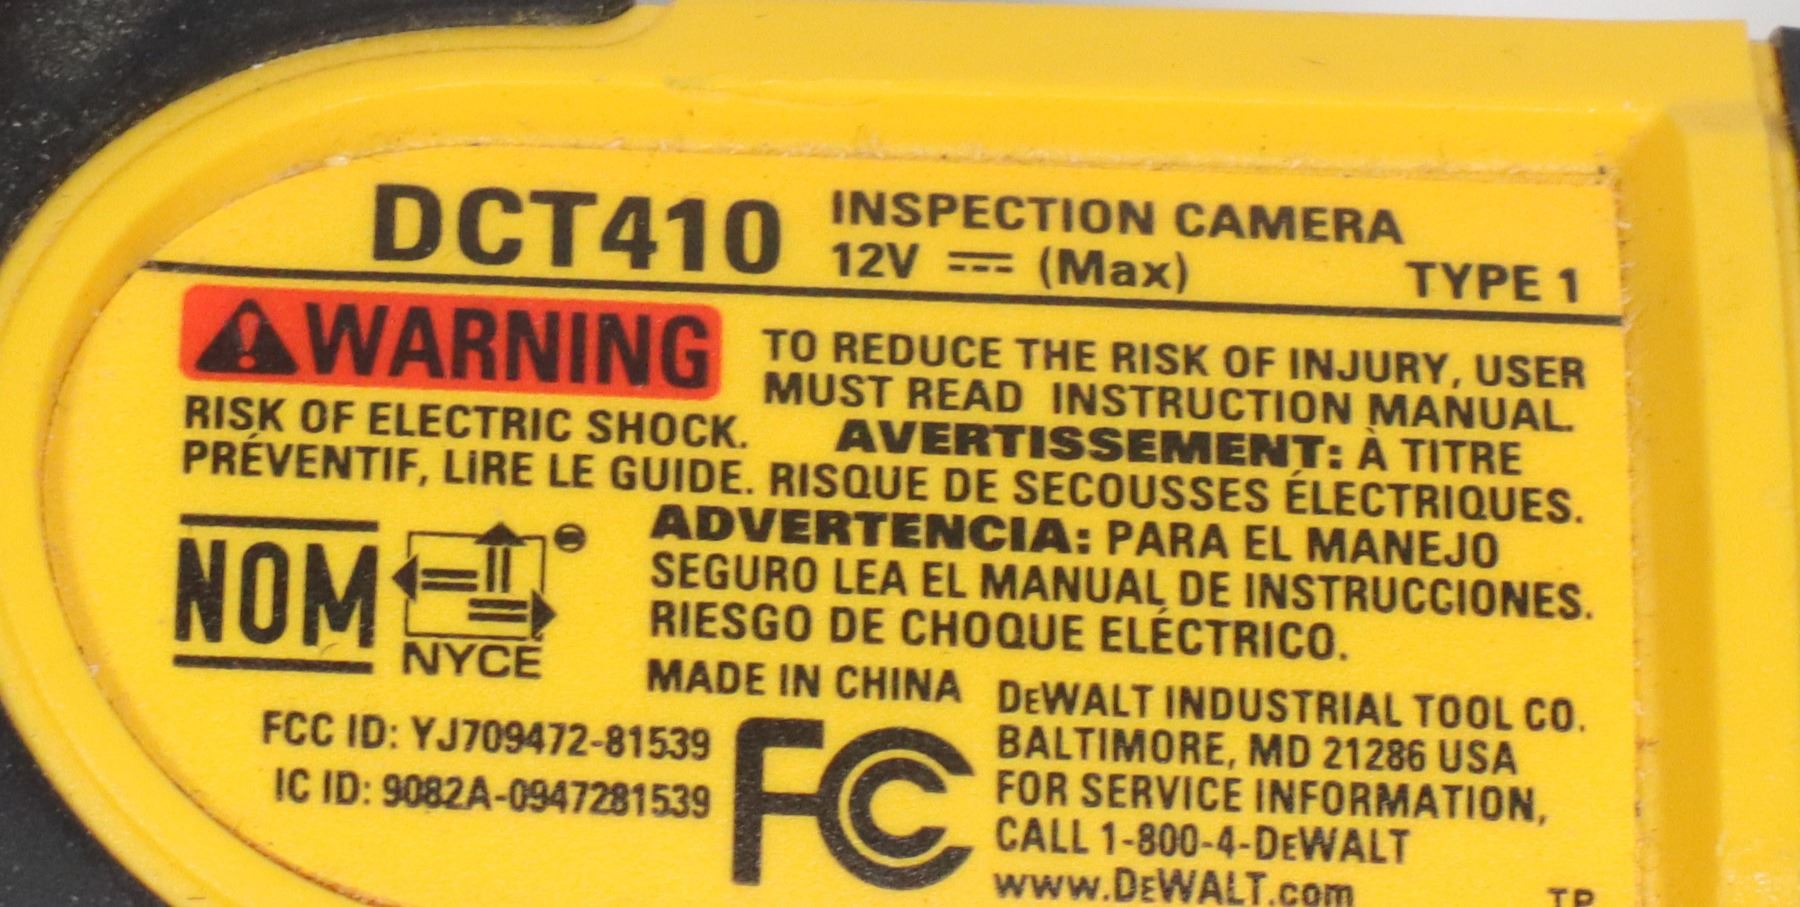 DCT410 INSPECTION CAMERA
12V ⎓ (Max) TYPE 1
WARNING TO REDUCE THE RISK OF INJURY, USER
MUST READ INSTRUCTION MANUAL.
RISK OF ELECTRIC SHOCK. AVERTISSEMENT: À TITRE
PRÉVENTIF, LiRE LE GUIDE. RISQUE DE SECOUSSES ÉLECTRIQUES.
ADVERTENCIA: PARA EL MANEJO
SEGURO LEA EL MANUAL DE INSTRUCCIONES.
RIESGO DE CHOQUE ELÉCTRICO.
NOM
NYCE
MADE IN CHINA
FCC ID: YJ709472-81539
IC ID: 9082A-0947281539
FC
DEWALT INDUSTRIAL TOOL CO.
BALTIMORE, MD 21286 USA
FOR SERVICE INFORMATION,
CALL 1-800-4-DEWALT
www.DEWALT.com